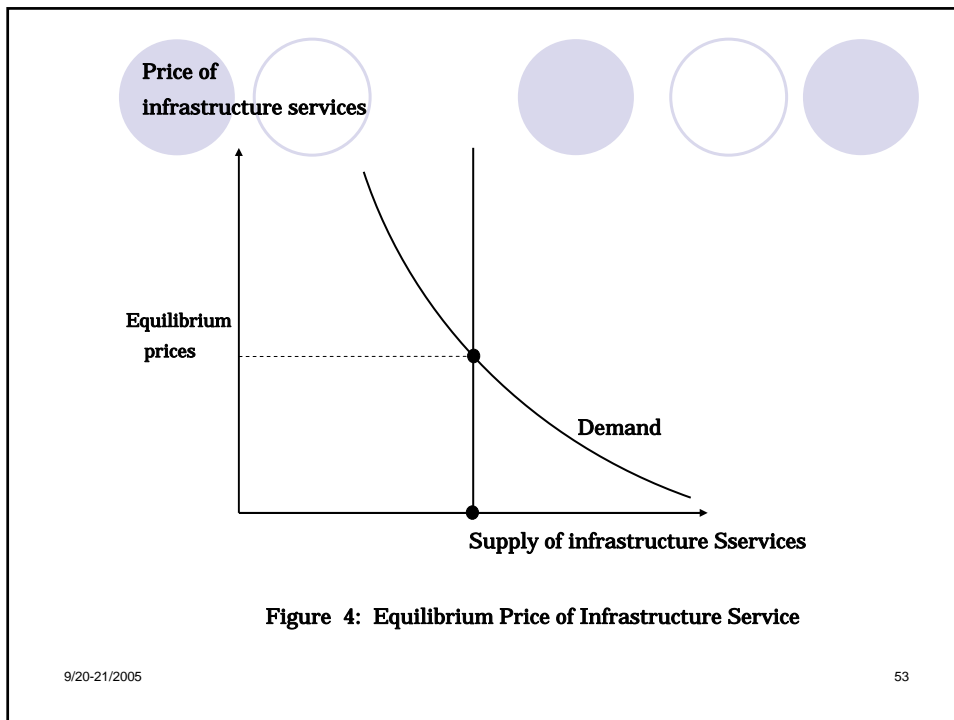 Price of
infrastructure services
Equilibrium
prices
Demand
Supply of infrastructure Sservices
Figure 4: Equilibrium Price of Infrastructure Service
9/20-21/2005
53